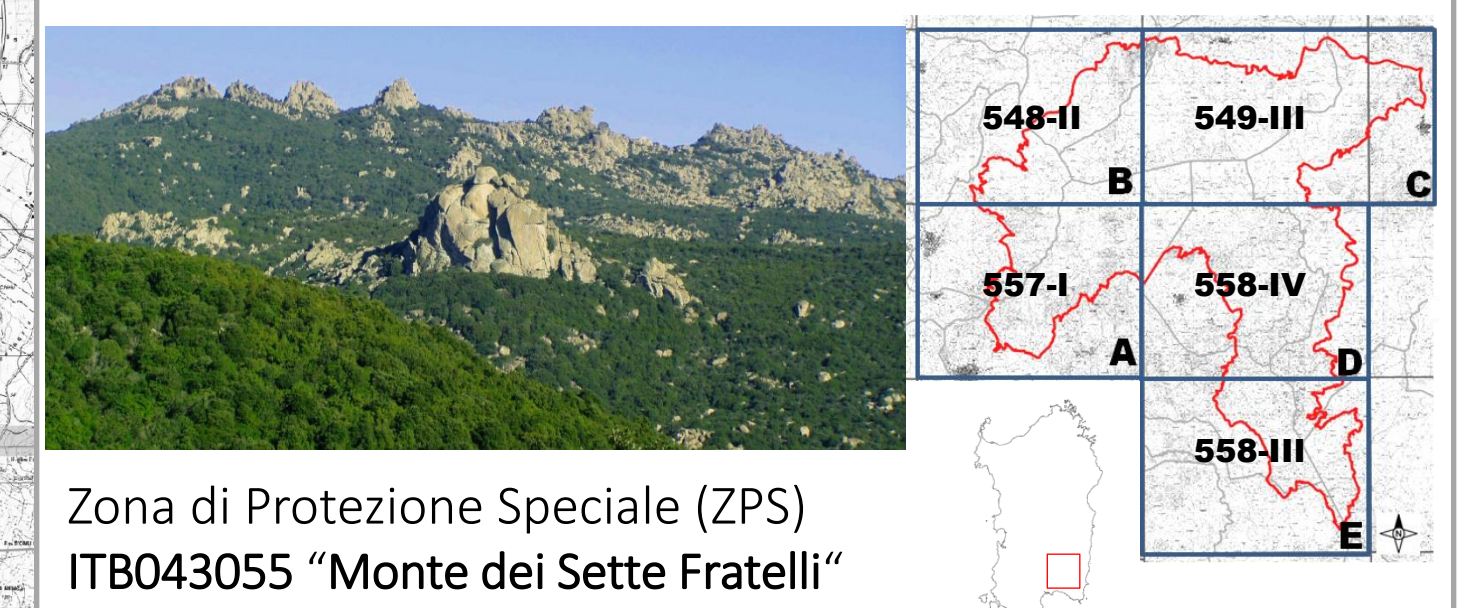 548-II
549-III
B
C
557-I
558-IV
A
D
558-III
E
N
Zona di Protezione Speciale (ZPS)
ITB043055 “Monte dei Sette Fratelli“